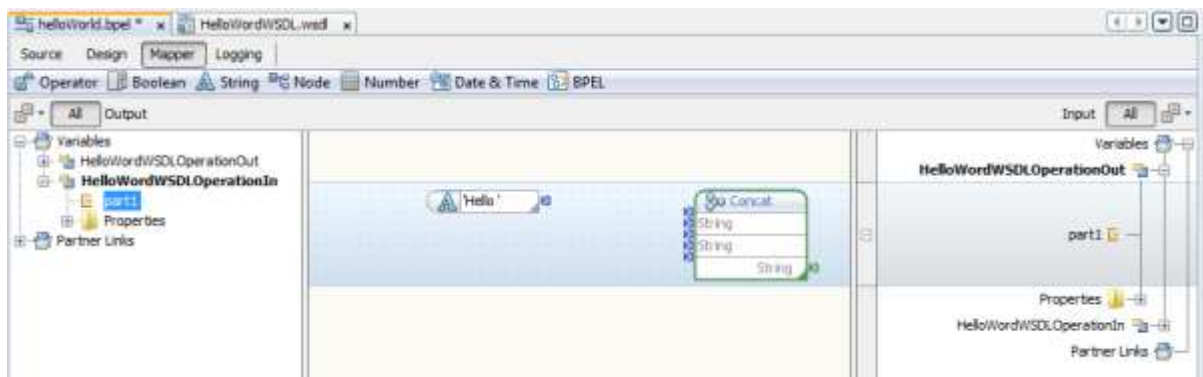 helloWorld.bpel * HelloWordWSDL.wsdl
Source Design Mapper Logging
Operator Boolean String Node Number Date & Time BPEL
All Output Input All
Variables Variables
HelloWordWSDLOperationOut HelloWordWSDLOperationOut
HelloWordWSDLOperationIn
part1 'Hello ' Concat
Properties String
Partner Links String part1
String
Properties
HelloWordWSDLOperationIn
Partner Links